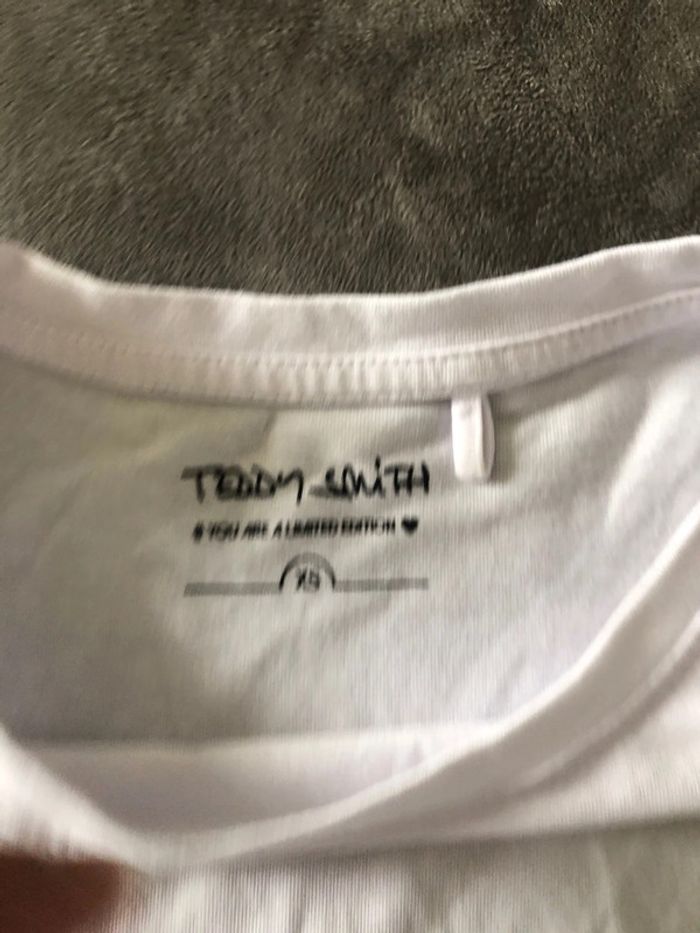 TEDDY SMITH
# YOU ARE A LIMITED EDITION ♥
XS